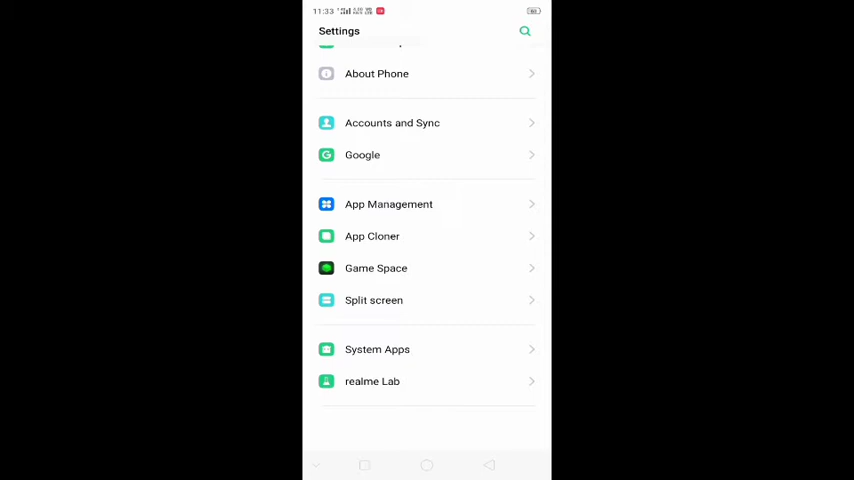 11:33
Settings
About Phone
Accounts and Sync
Google
App Management
App Cloner
Game Space
Split screen
System Apps
realme Lab